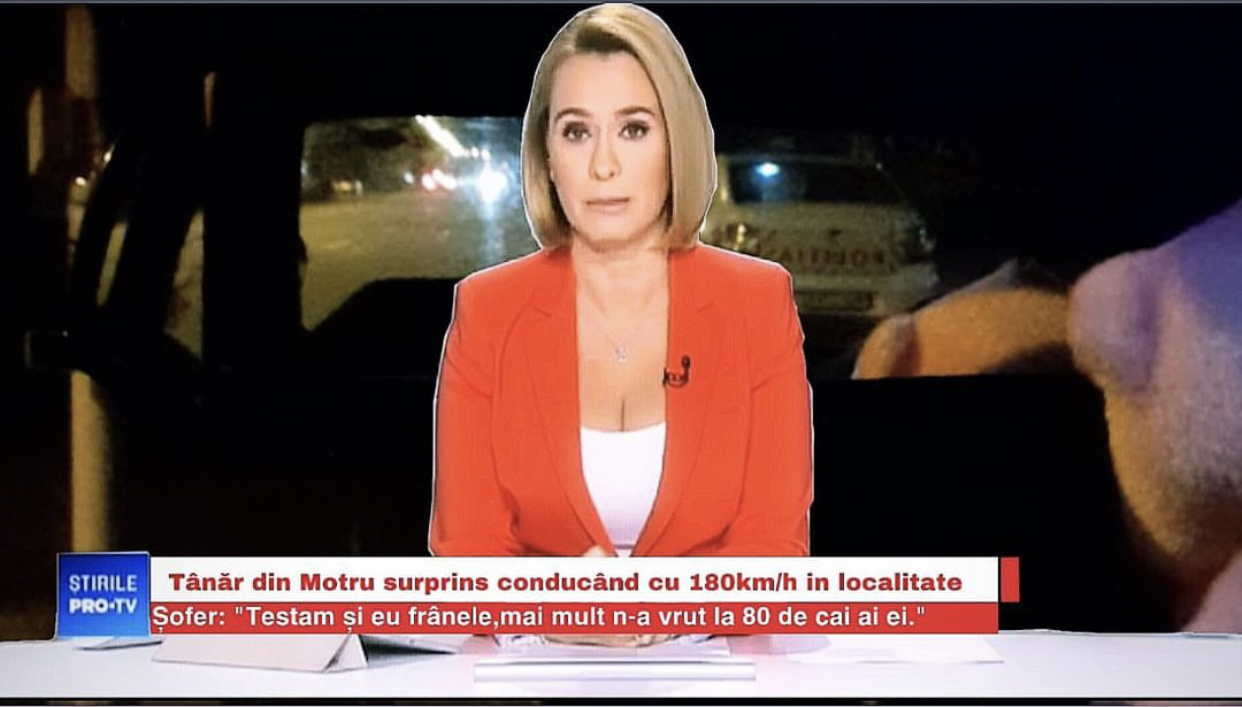 ȘTIRILE
PRO•TV
Tânăr din Motru surprins conducând cu 180km/h in localitate
Șofer: "Testam și eu frânele,mai mult n-a vrut la 80 de cai ai ei."